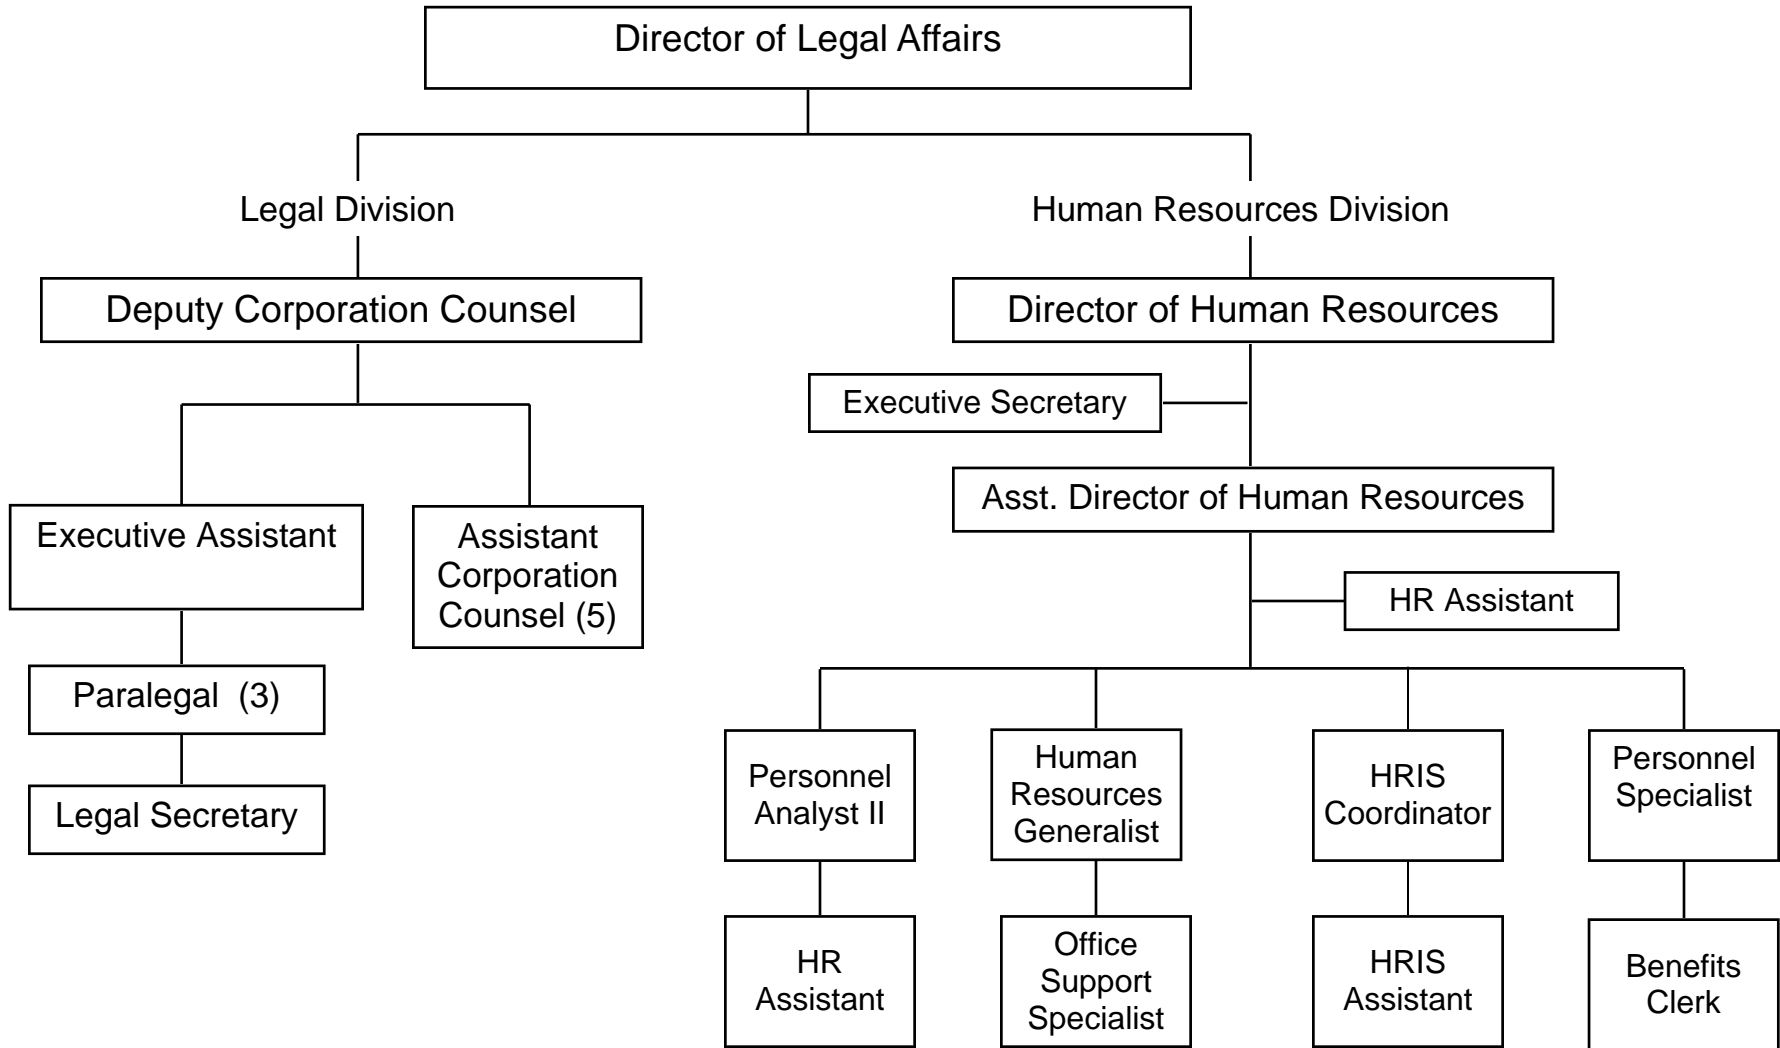 Director of Legal Affairs
Legal Division
Human Resources Division
Deputy Corporation Counsel
Director of Human Resources
Executive Secretary
Asst. Director of Human Resources
Executive Assistant
Assistant
Corporation
Counsel (5)
HR Assistant
Paralegal  (3)
Legal Secretary
Personnel
Analyst II
Human
Resources
Generalist
HRIS
Coordinator
Personnel
Specialist
HR
Assistant
Office
Support
Specialist
HRIS
Assistant
Benefits
Clerk